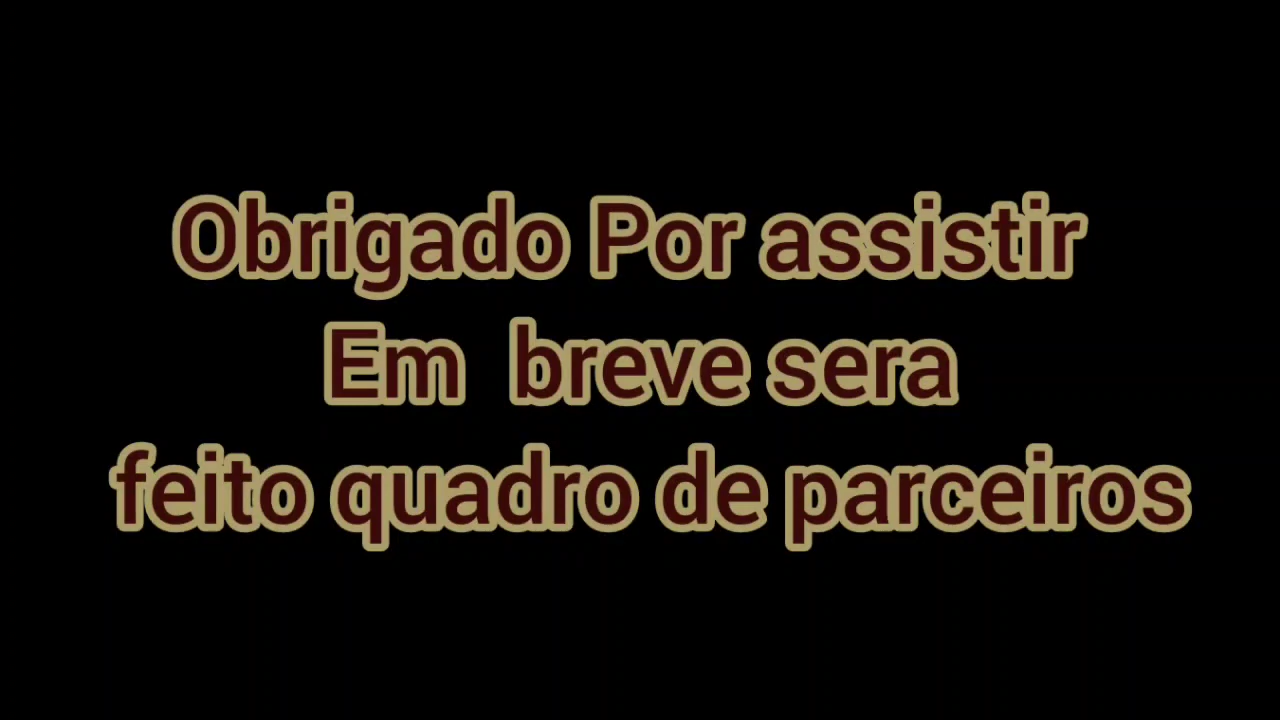 Obrigado Por assistir
Em  breve sera
feito quadro de parceiros